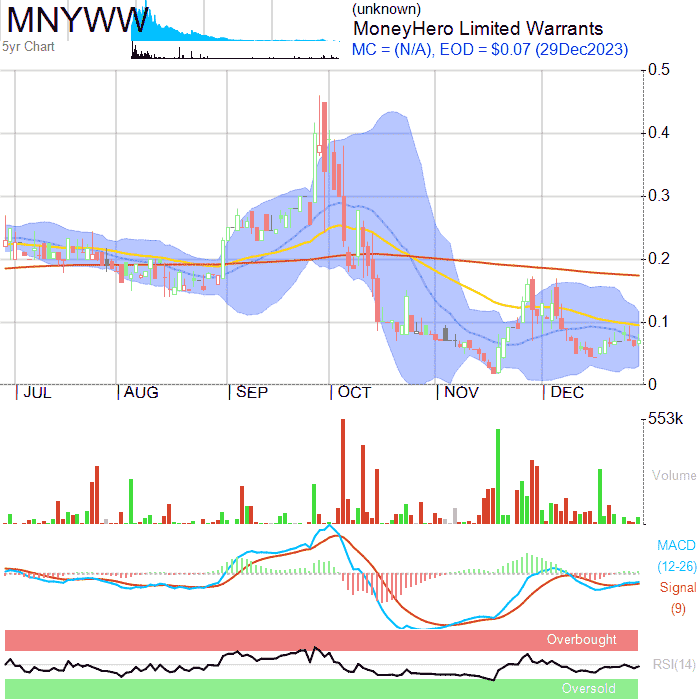 MNYWW
5yr Chart
(unknown)
MoneyHero Limited Warrants
MC = (N/A), EOD = $0.07 (29Dec2023)
0.5
0.4
0.3
0.2
0.1
0
JUL AUG SEP OCT NOV DEC
553k
Volume
MACD
(12-26)
Signal
(9)
Overbought
RSI(14)
Oversold